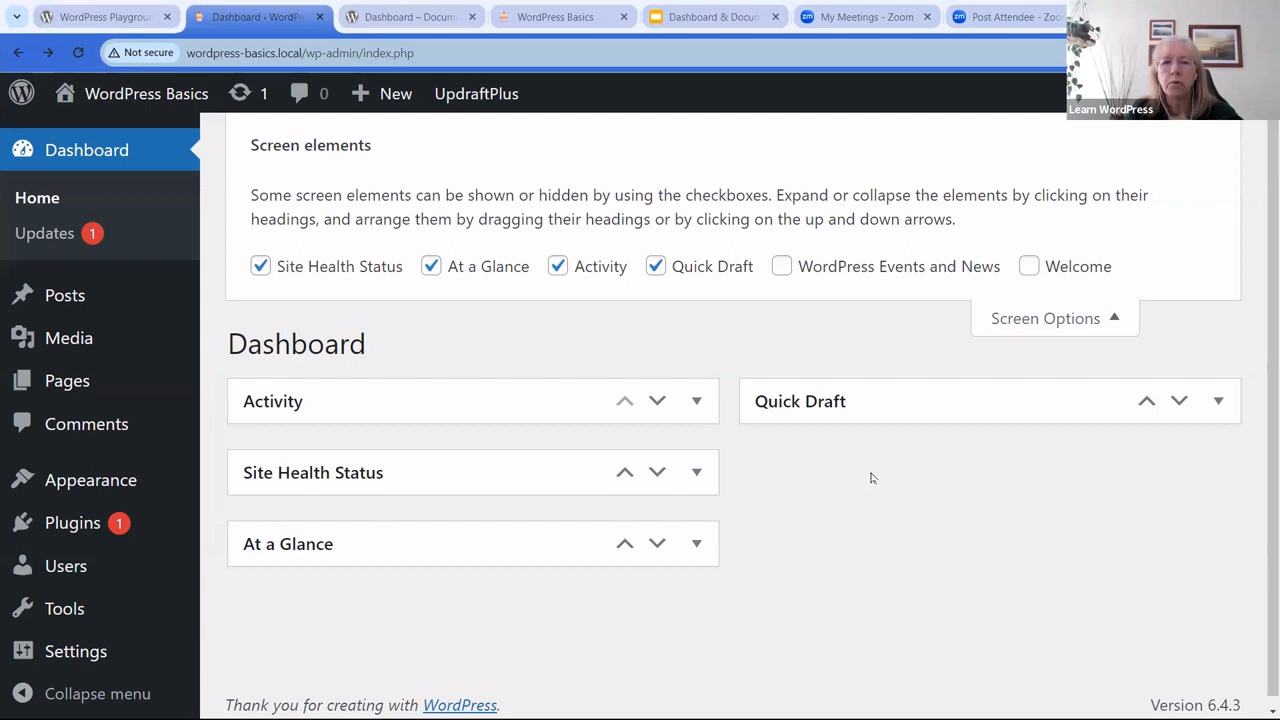 WordPress Playgrou
Dashboard ‹ WordPr
Dashboard – Docum
WordPress Basics
Dashboard & Docum
My Meetings - Zoom
Post Attendee - Zoo
Not secure
wordpress-basics.local/wp-admin/index.php
Learn WordPress
WordPress Basics
1
0
New
UpdraftPlus
Dashboard
Home
Updates 1
Posts
Media
Pages
Comments
Appearance
Plugins 1
Users
Tools
Settings
Collapse menu
Screen elements
Some screen elements can be shown or hidden by using the checkboxes. Expand or collapse the elements by clicking on their
headings, and arrange them by dragging their headings or by clicking on the up and down arrows.
Site Health Status At a Glance Activity Quick Draft WordPress Events and News Welcome
Screen Options
Dashboard
Activity
Quick Draft
Site Health Status
At a Glance
Thank you for creating with WordPress.
Version 6.4.3